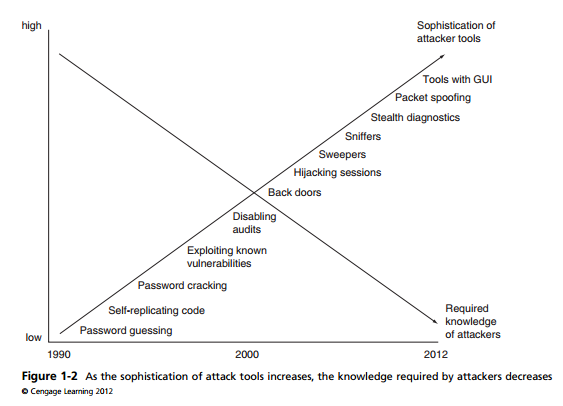 high
Sophistication of
attacker tools
Tools with GUI
Packet spoofing
Stealth diagnostics
Sniffers
Sweepers
Hijacking sessions
Back doors
Disabling
audits
Exploiting known
vulnerabilities
Password cracking
Self-replicating code
Password guessing
Required
knowledge
of attackers
low
1990
2000
2012
Figure 1-2 As the sophistication of attack tools increases, the knowledge required by attackers decreases
© Cengage Learning 2012